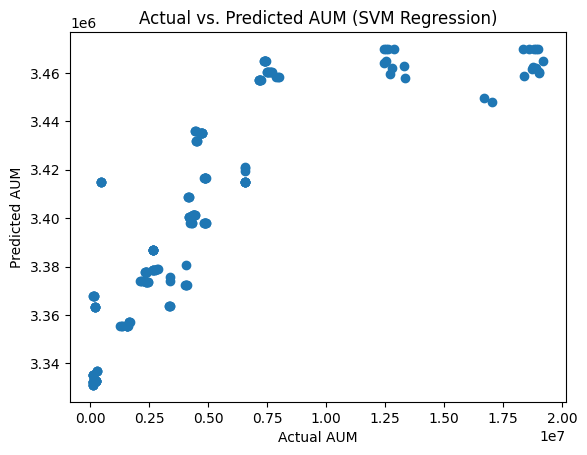 Actual vs. Predicted AUM (SVM Regression)
1e6
3.46
3.44
3.42
3.40
3.38
3.36
3.34
Predicted AUM
0.00 0.25 0.50 0.75 1.00 1.25 1.50 1.75 2.00
1e7
Actual AUM